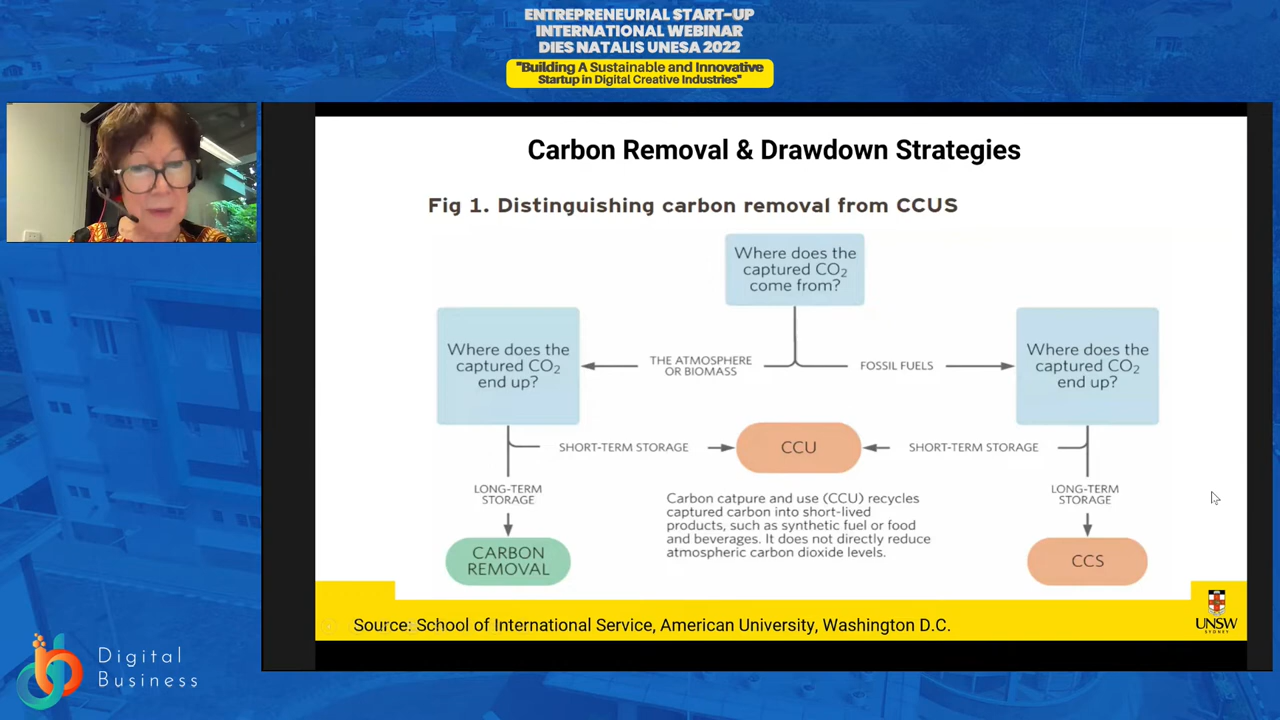 ENTREPRENEURIAL START-UP
INTERNATIONAL WEBINAR
DIES NATALIS UNESA 2022
"Building A Sustainable and Innovative
Startup in Digital Creative Industries"
Carbon Removal & Drawdown Strategies
Fig 1. Distinguishing carbon removal from CCUS
Where does the
captured CO₂
come from?
Where does the
captured CO₂
end up?
THE ATMOSPHERE
OR BIOMASS
FOSSIL FUELS
Where does the
captured CO₂
end up?
SHORT-TERM STORAGE
CCU
SHORT-TERM STORAGE
LONG-TERM
STORAGE
Carbon catpure and use (CCU) recycles
captured carbon into short-lived
products, such as synthetic fuel or food
and beverages. It does not directly reduce
atmospheric carbon dioxide levels.
LONG-TERM
STORAGE
CARBON
REMOVAL
CCS
Source: School of International Service, American University, Washington D.C.
UNSW
SYDNEY
Digital
Business